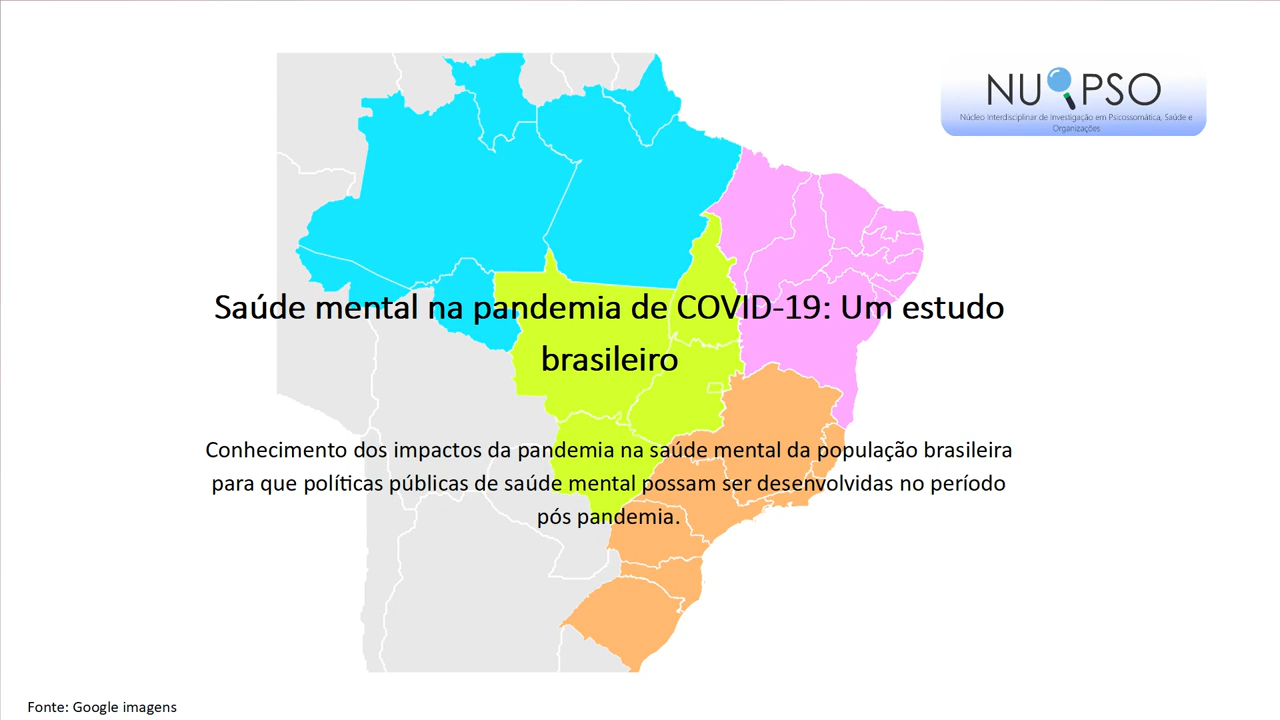 NU PSO
Núcleo Interdisciplinar de Investigação em Psicossomática, Saúde e
Organizações
Saúde mental na pandemia de COVID-19: Um estudo
brasileiro
Conhecimento dos impactos da pandemia na saúde mental da população brasileira
para que políticas públicas de saúde mental possam ser desenvolvidas no período
pós pandemia.
Fonte: Google imagens